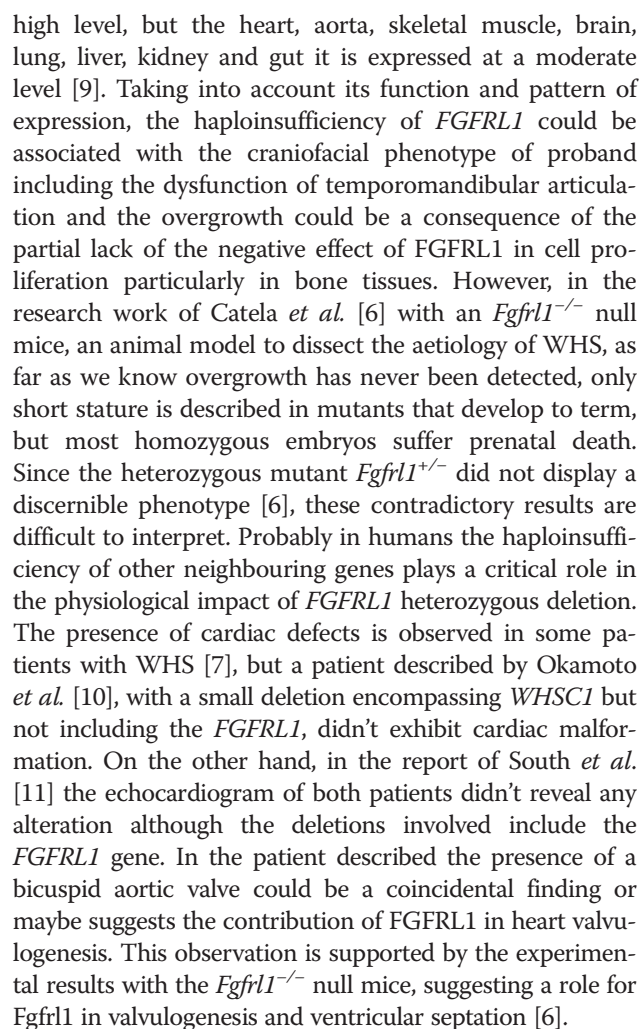 high level, but the heart, aorta, skeletal muscle, brain,
lung, liver, kidney and gut it is expressed at a moderate
level [9]. Taking into account its function and pattern of
expression, the haploinsufficiency of FGFRL1 could be
associated with the craniofacial phenotype of proband
including the dysfunction of temporomandibular articula-
tion and the overgrowth could be a consequence of the
partial lack of the negative effect of FGFRL1 in cell pro-
liferation particularly in bone tissues. However, in the
research work of Catela et al. [6] with an Fgfrl1⁻/⁻ null
mice, an animal model to dissect the aetiology of WHS, as
far as we know overgrowth has never been detected, only
short stature is described in mutants that develop to term,
but most homozygous embryos suffer prenatal death.
Since the heterozygous mutant Fgfrl1⁺/⁻ did not display a
discernible phenotype [6], these contradictory results are
difficult to interpret. Probably in humans the haploinsuffi-
ciency of other neighbouring genes plays a critical role in
the physiological impact of FGFRL1 heterozygous deletion.
The presence of cardiac defects is observed in some pa-
tients with WHS [7], but a patient described by Okamoto
et al. [10], with a small deletion encompassing WHSC1 but
not including the FGFRL1, didn't exhibit cardiac malfor-
mation. On the other hand, in the report of South et al.
[11] the echocardiogram of both patients didn't reveal any
alteration although the deletions involved include the
FGFRL1 gene. In the patient described the presence of a
bicuspid aortic valve could be a coincidental finding or
maybe suggests the contribution of FGFRL1 in heart valvu-
logenesis. This observation is supported by the experimen-
tal results with the Fgfrl1⁻/⁻ null mice, suggesting a role for
Fgfrl1 in valvulogenesis and ventricular septation [6].